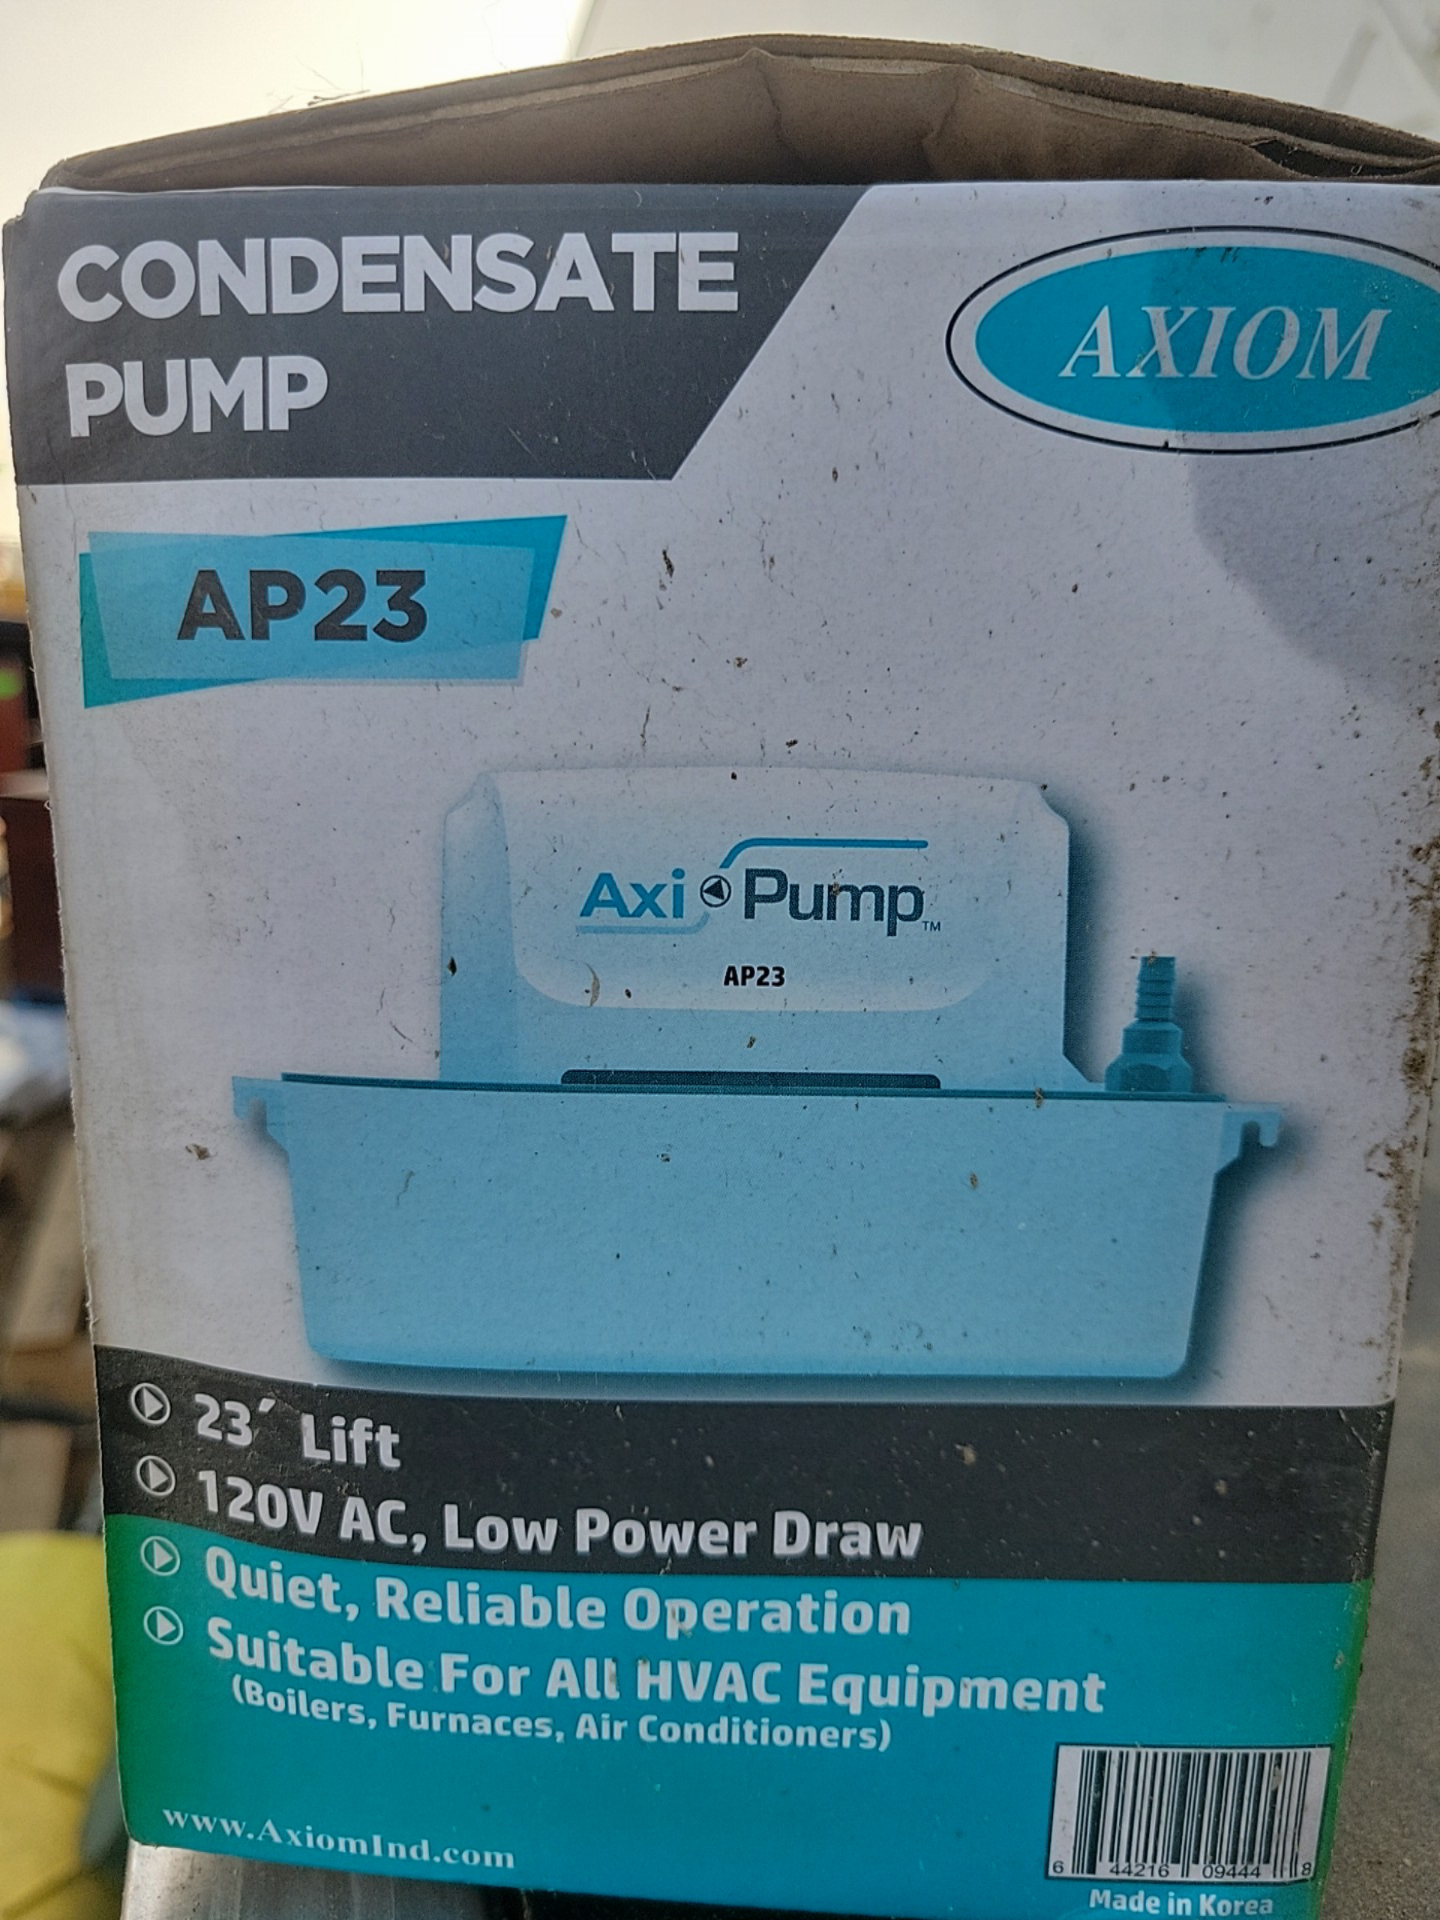 CONDENSATE
PUMP
AXIOM
AP23
Axi Pump™
AP23
23´ Lift
120V AC, Low Power Draw
Quiet, Reliable Operation
Suitable For All HVAC Equipment
(Boilers, Furnaces, Air Conditioners)
www.AxiomInd.com
6 44216 09444 8
Made in Korea